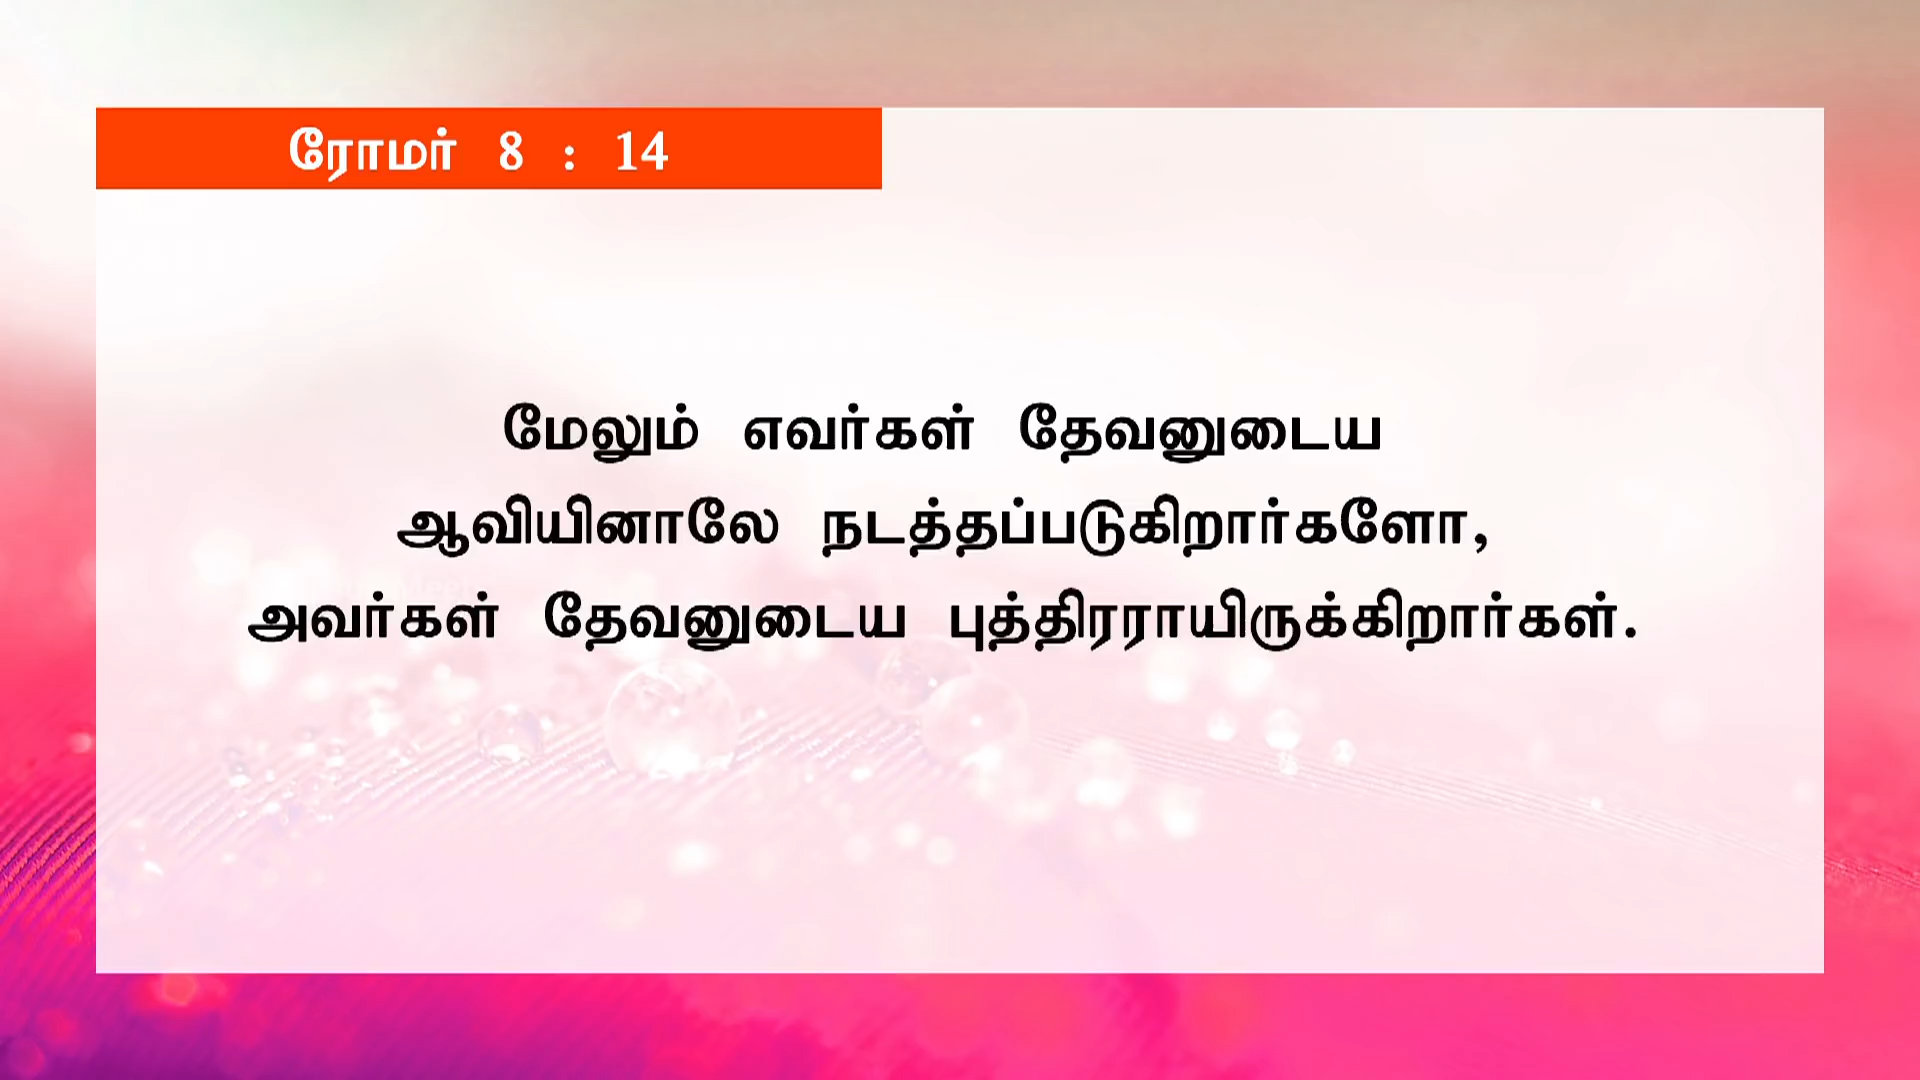 ரோமர் 8 : 14
மேலும் எவர்கள் தேவனுடைய
ஆவியினாலே நடத்தப்படுகிறார்களோ,
அவர்கள் தேவனுடைய புத்திரராயிருக்கிறார்கள்.